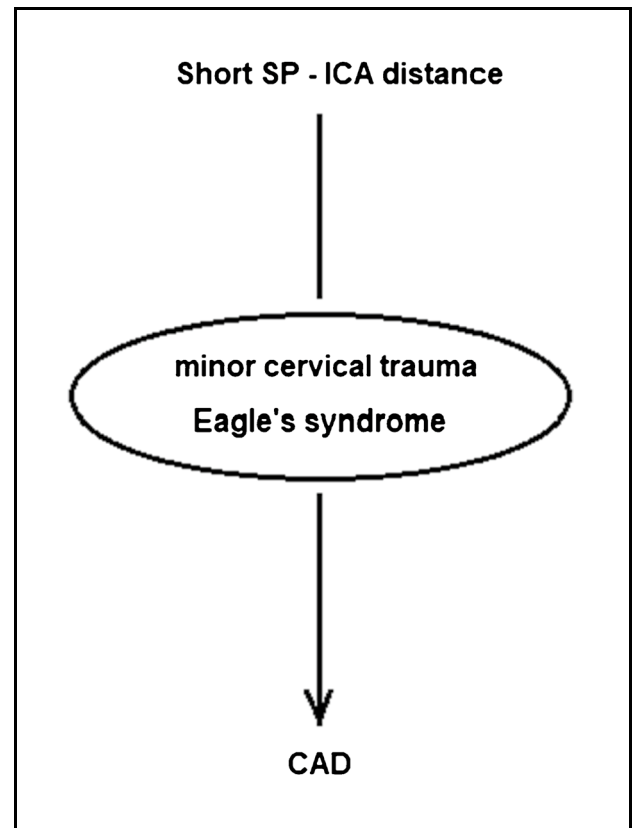 Short SP - ICA distance
minor cervical trauma
Eagle's syndrome
CAD